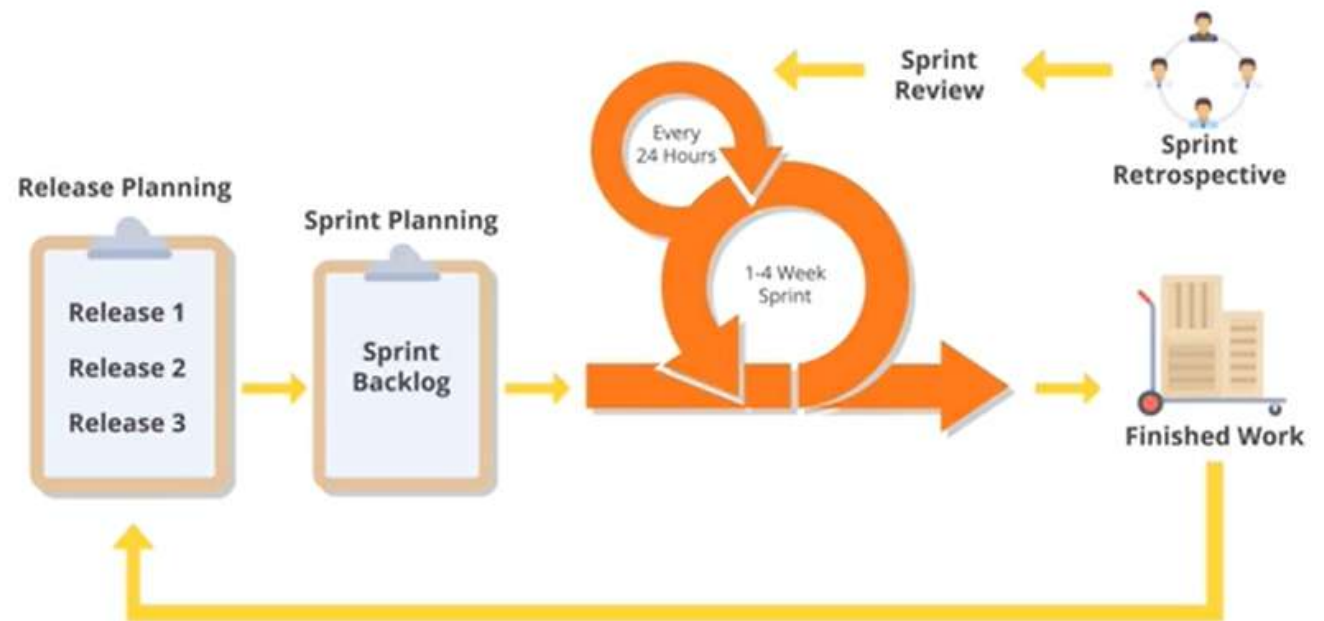 Release Planning
Release 1
Release 2
Release 3
Sprint Planning
Sprint
Backlog
Every
24 Hours
1-4 Week
Sprint
Sprint
Review
Sprint
Retrospective
Finished Work